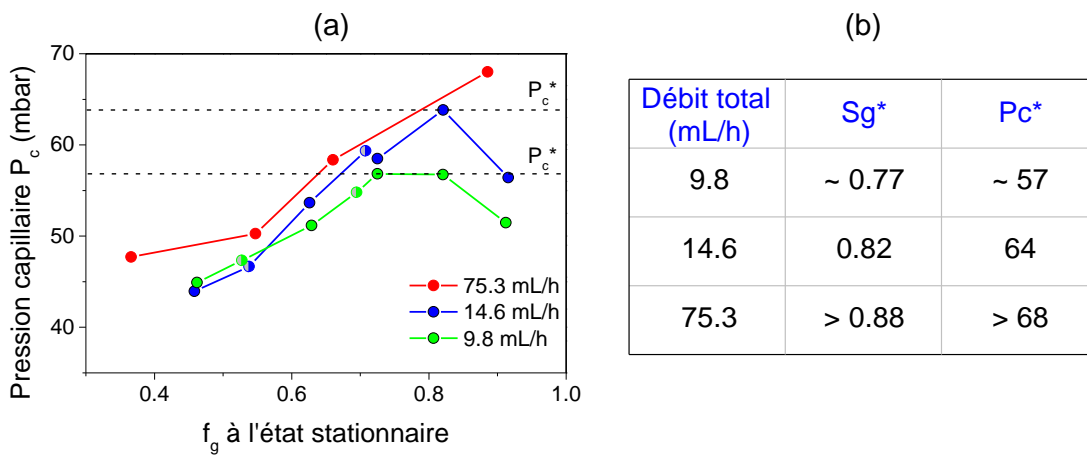 (a)
(b)
70
60
50
40
0.4
0.6
0.8
1.0
Pression capillaire P_c (mbar)
f_g à l'état stationnaire
P_c*
P_c*
75.3 mL/h
14.6 mL/h
9.8 mL/h
Débit total (mL/h)
Sg*
Pc*
9.8
~ 0.77
~ 57
14.6
0.82
64
75.3
> 0.88
> 68